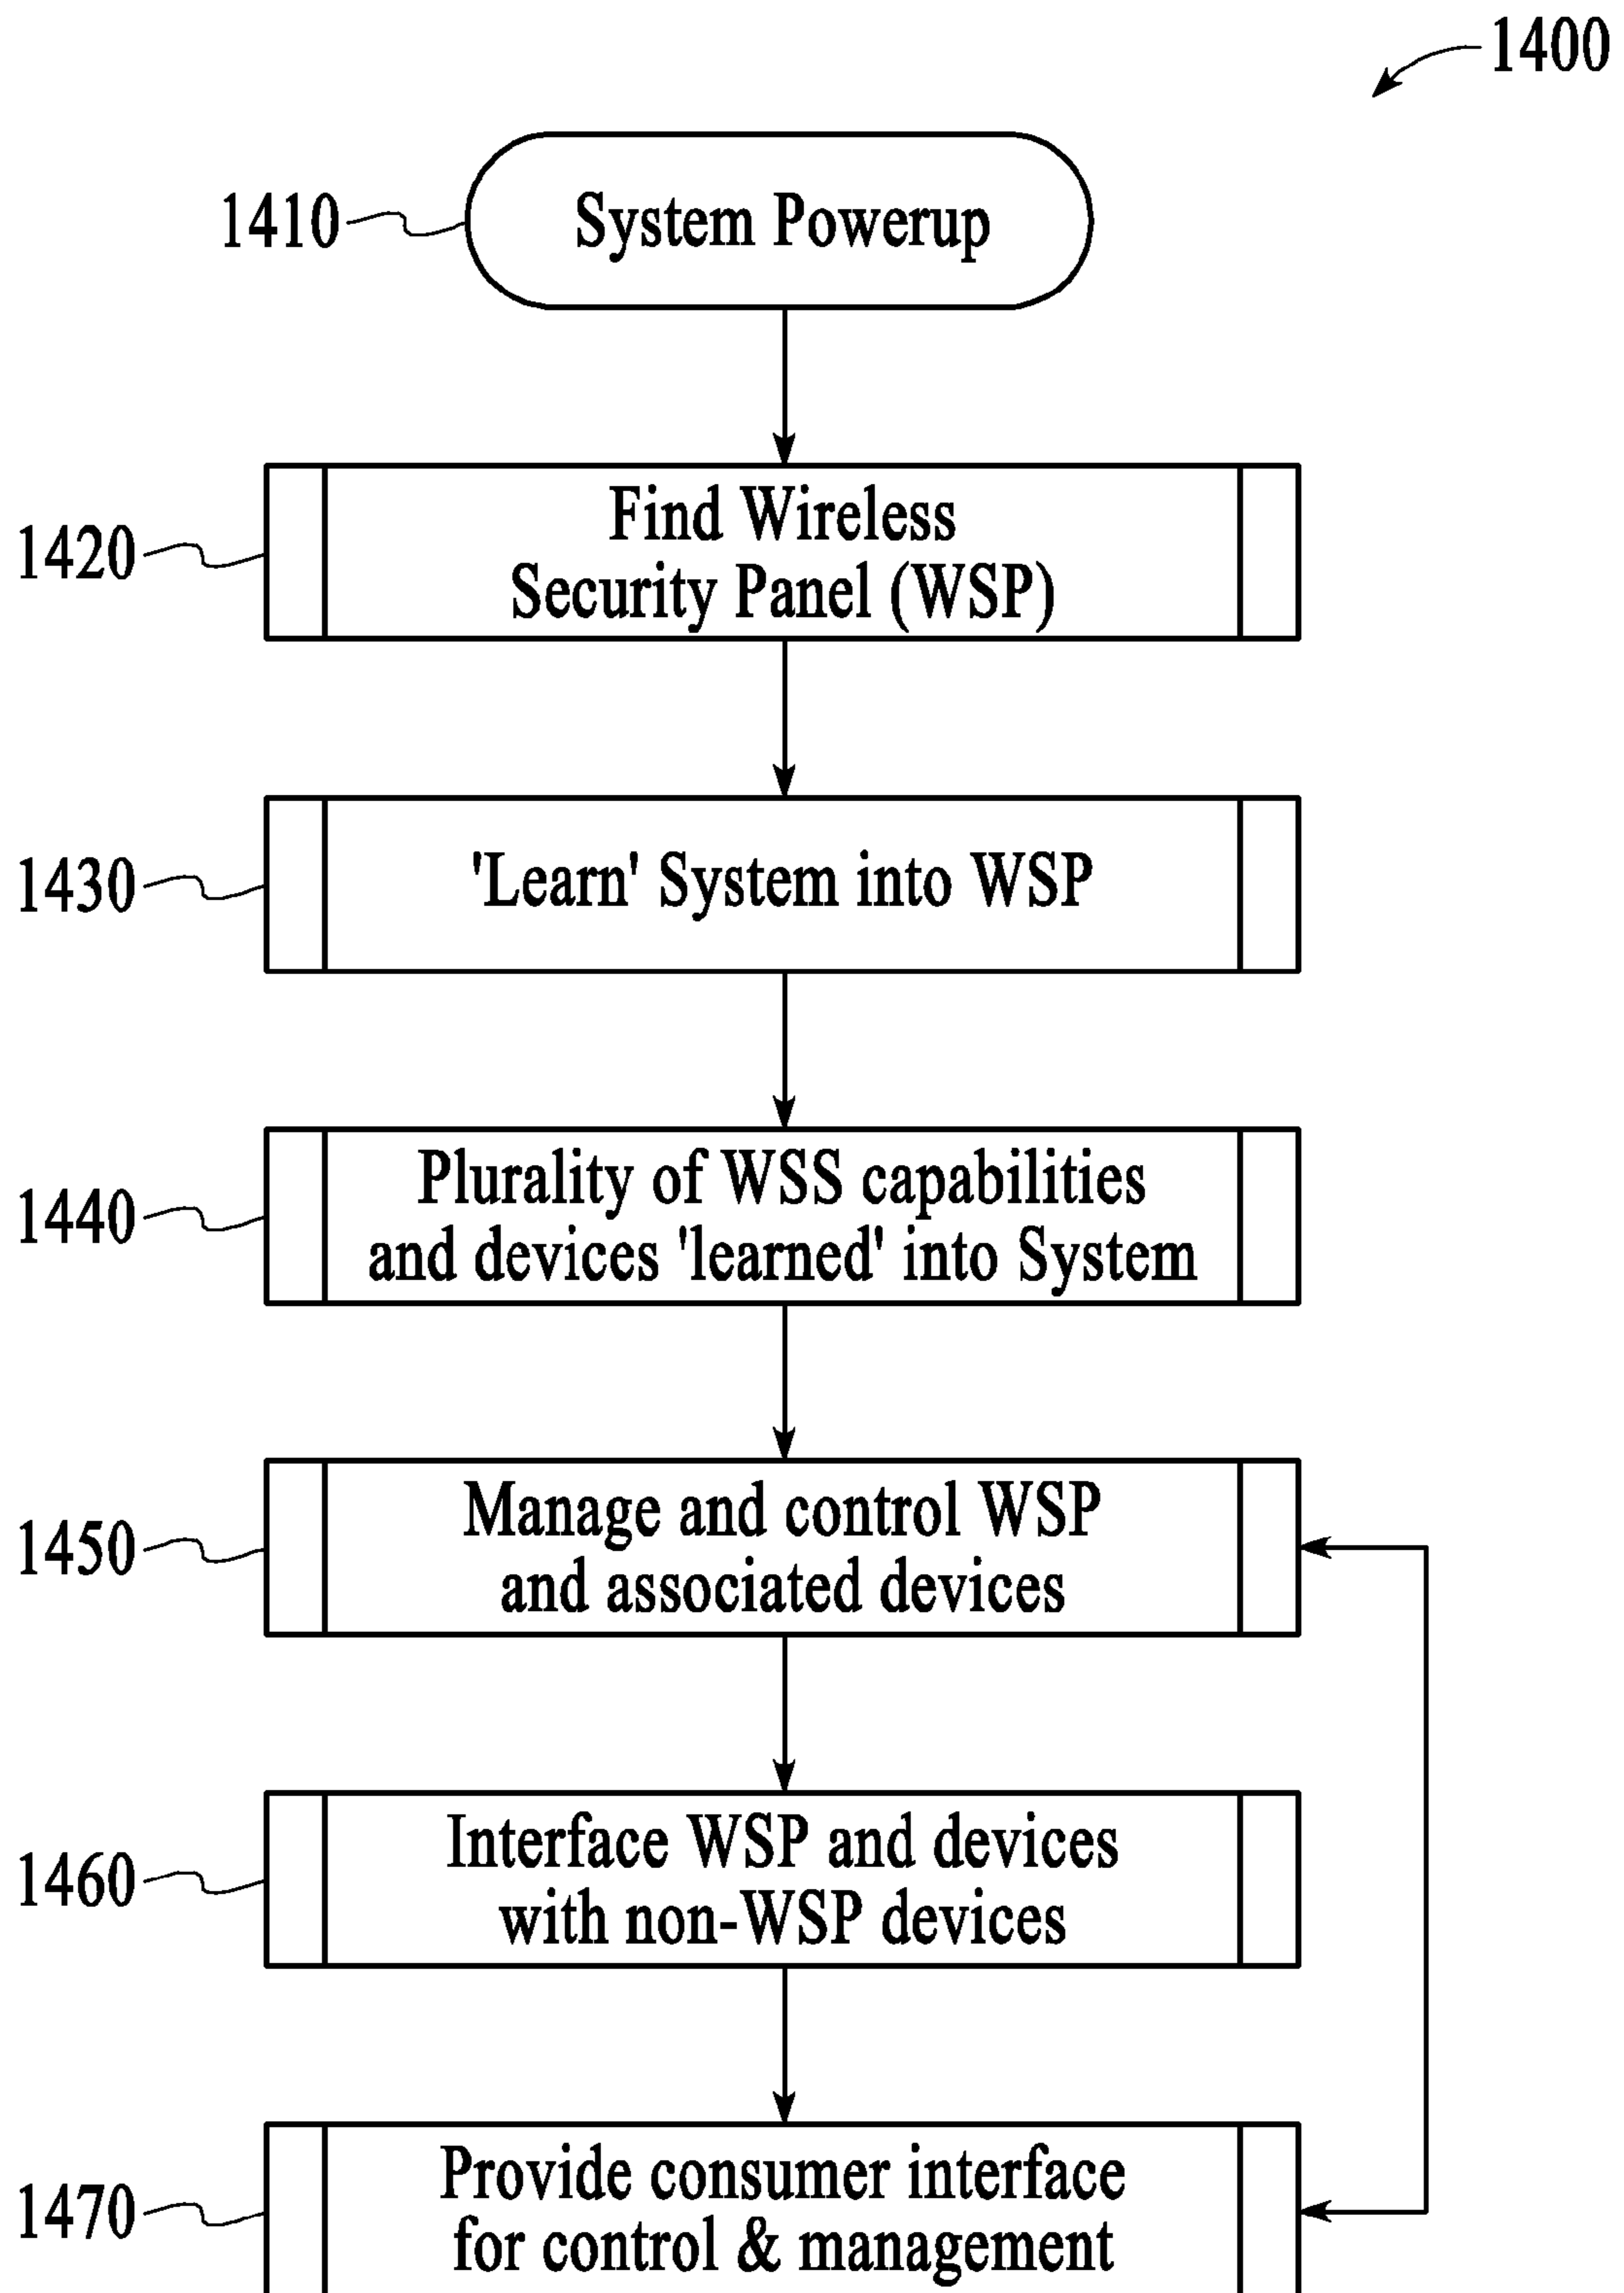 1400
1410
System Powerup
1420
Find Wireless
Security Panel (WSP)
1430
'Learn' System into WSP
1440
Plurality of WSS capabilities
and devices 'learned' into System
1450
Manage and control WSP
and associated devices
1460
Interface WSP and devices
with non-WSP devices
1470
Provide consumer interface
for control & management